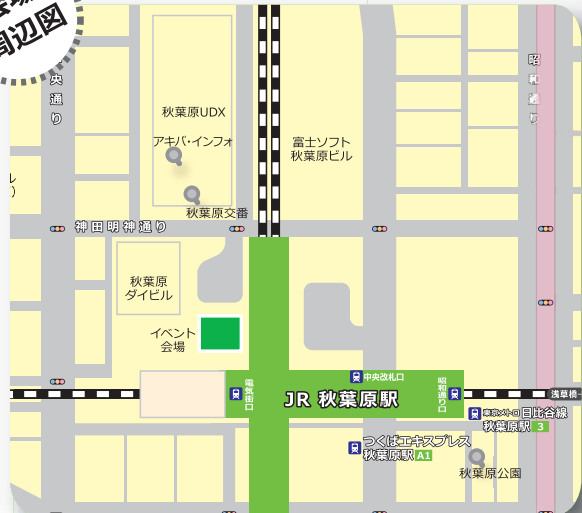 周辺図
央通り
昭和通り
秋葉原UDX
アキバ・インフォ
富士ソフト
秋葉原ビル
秋葉原交番
神田明神通り
秋葉原
ダイビル
イベント
会場
電気街口
中央改札口
昭和通り口
JR 秋葉原駅
浅草橋
東京メトロ日比谷線
秋葉原駅 3
つくばエキスプレス
秋葉原駅 A1
秋葉原公園